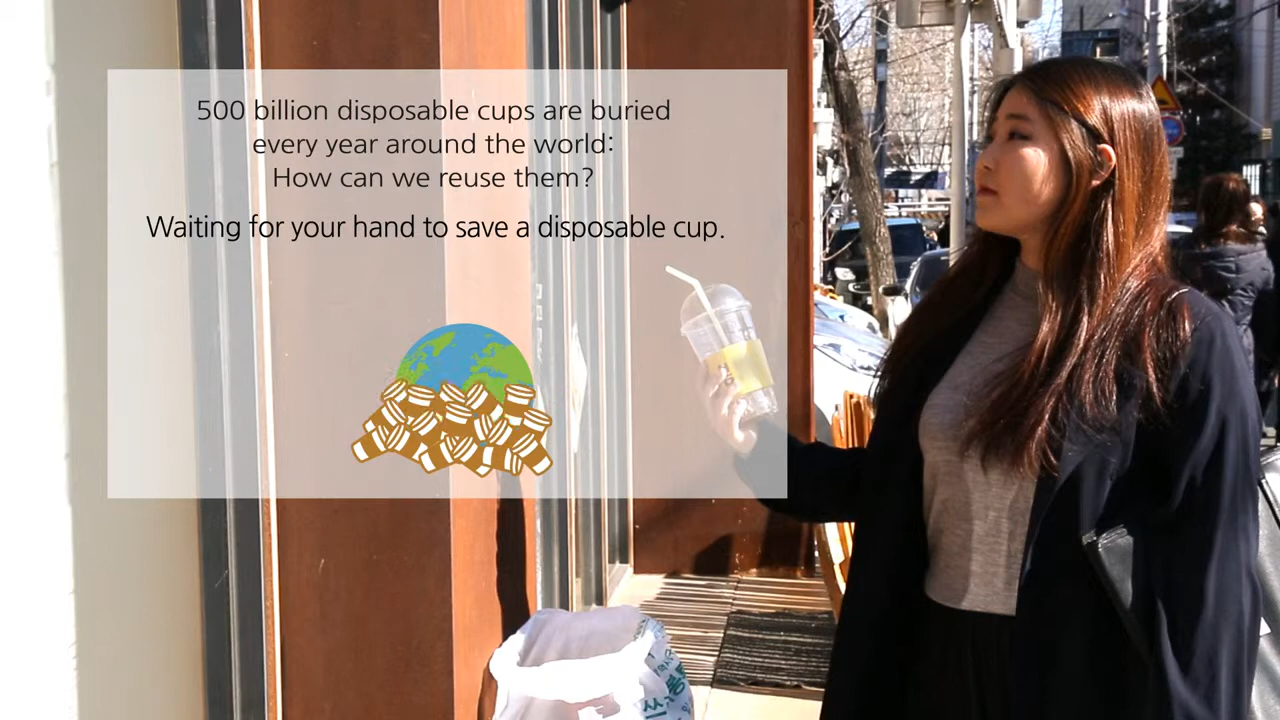 500 billion disposable cups are buried
every year around the world:
How can we reuse them?
Waiting for your hand to save a disposable cup.